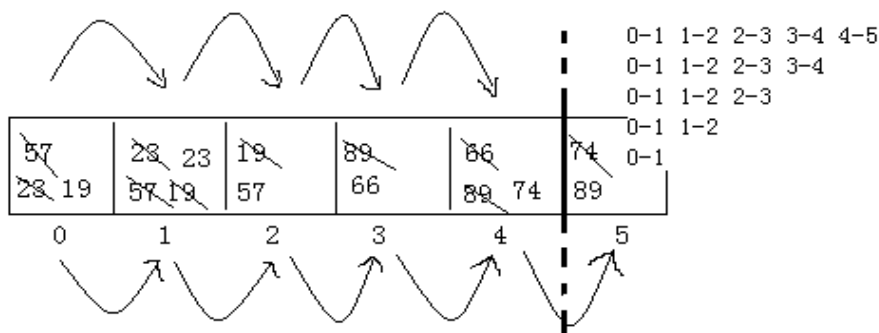 0-1 1-2 2-3 3-4 4-5
0-1 1-2 2-3 3-4
0-1 1-2 2-3
0-1 1-2
0-1
57 23 23 19 89 66 74
23 19 57 19 57 66 89 74 89
0 1 2 3 4 5